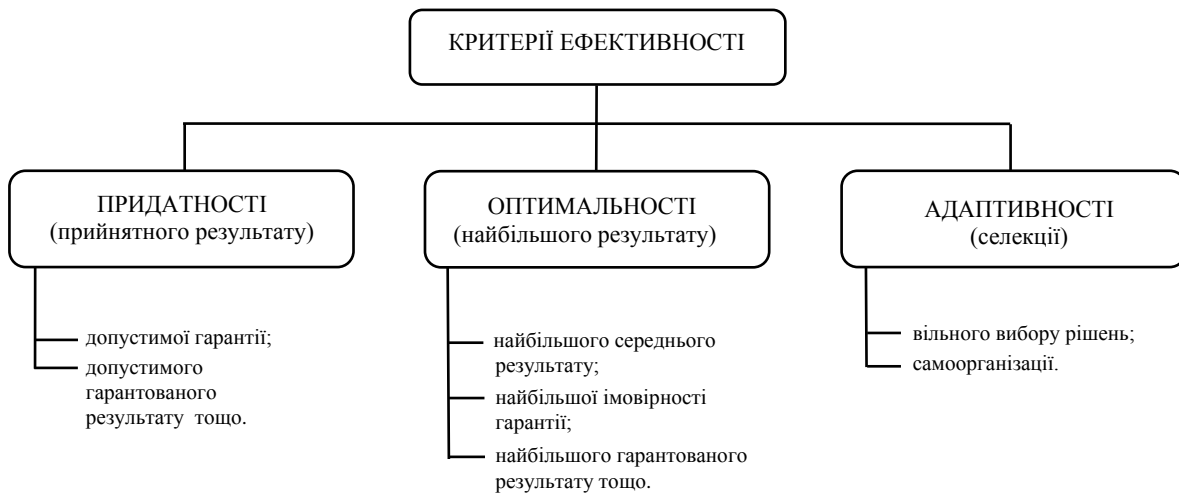 КРИТЕРІЇ ЕФЕКТИВНОСТІ
ПРИДАТНОСТІ
(прийнятного результату)
допустимої гарантії;
допустимого
гарантованого
результату тощо.
ОПТИМАЛЬНОСТІ
(найбільшого результату)
найбільшого середнього
результату;
найбільшої імовірності
гарантії;
найбільшого гарантованого
результату тощо.
АДАПТИВНОСТІ
(селекції)
вільного вибору рішень;
самоорганізації.